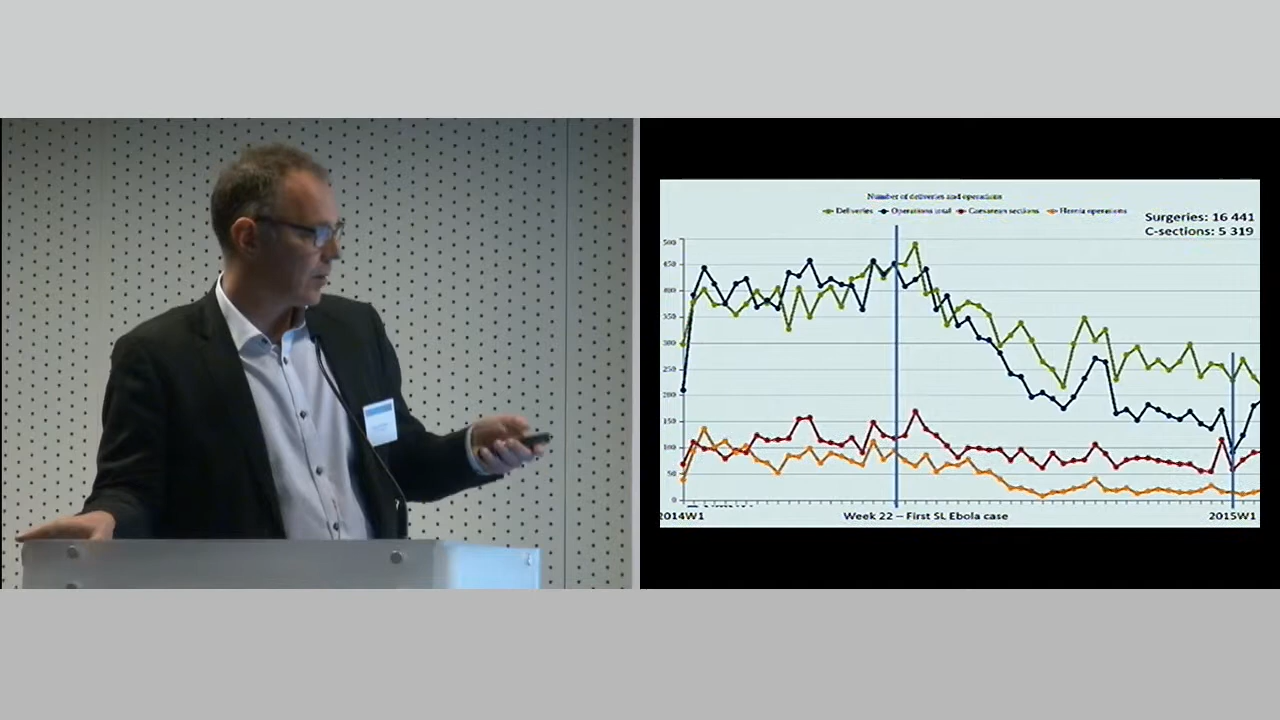 Number of deliveries and operations
Deliveries Operations total Caesarean sections Hernia operations
Surgeries: 16 441
C-sections: 5 319
500
450
400
350
300
250
200
150
100
50
0
2014W1 Week 22 – First SL Ebola case 2015W1